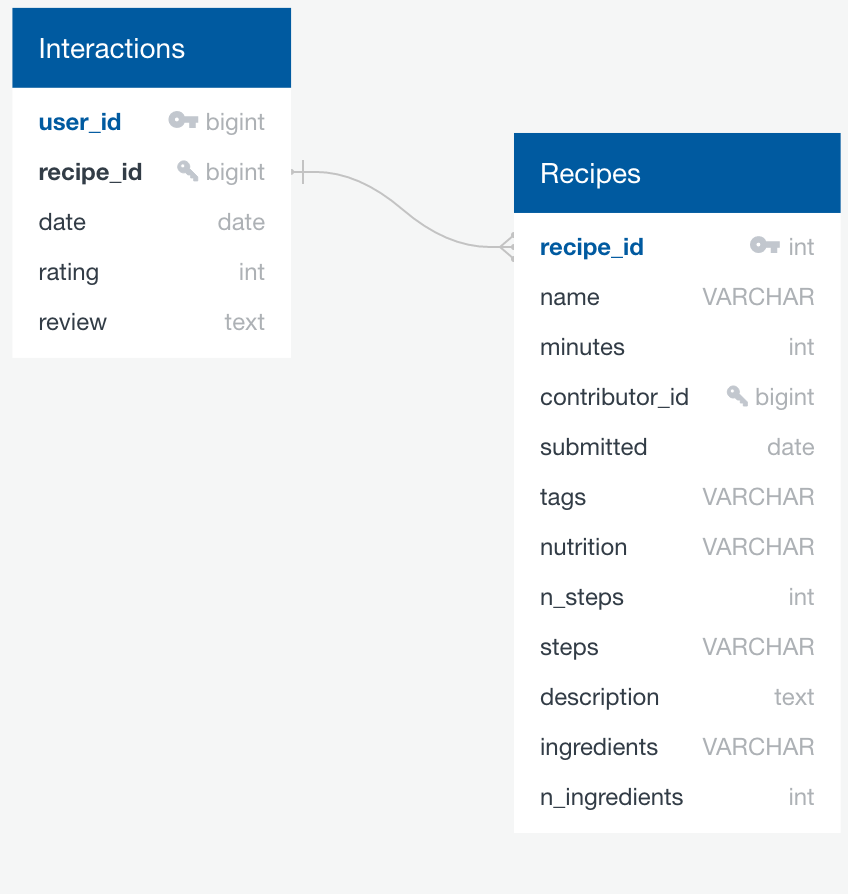 Interactions
user_id bigint
recipe_id bigint
date date
rating int
review text
Recipes
recipe_id int
name VARCHAR
minutes int
contributor_id bigint
submitted date
tags VARCHAR
nutrition VARCHAR
n_steps int
steps VARCHAR
description text
ingredients VARCHAR
n_ingredients int